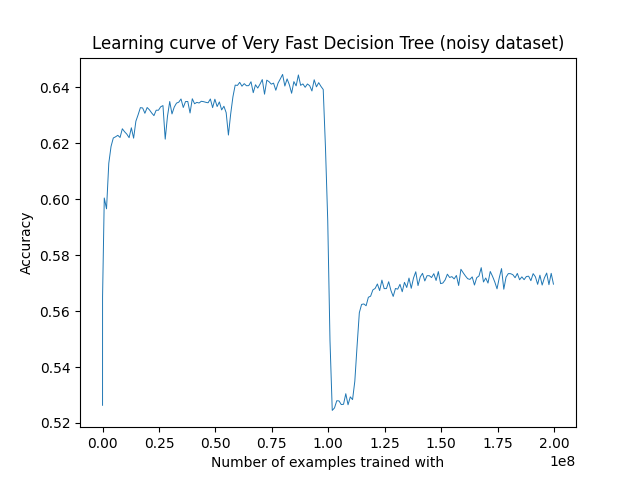 Learning curve of Very Fast Decision Tree (noisy dataset)
0.64
0.62
0.60
0.58
0.56
0.54
0.52
Accuracy
0.00 0.25 0.50 0.75 1.00 1.25 1.50 1.75 2.00
Number of examples trained with
1e8